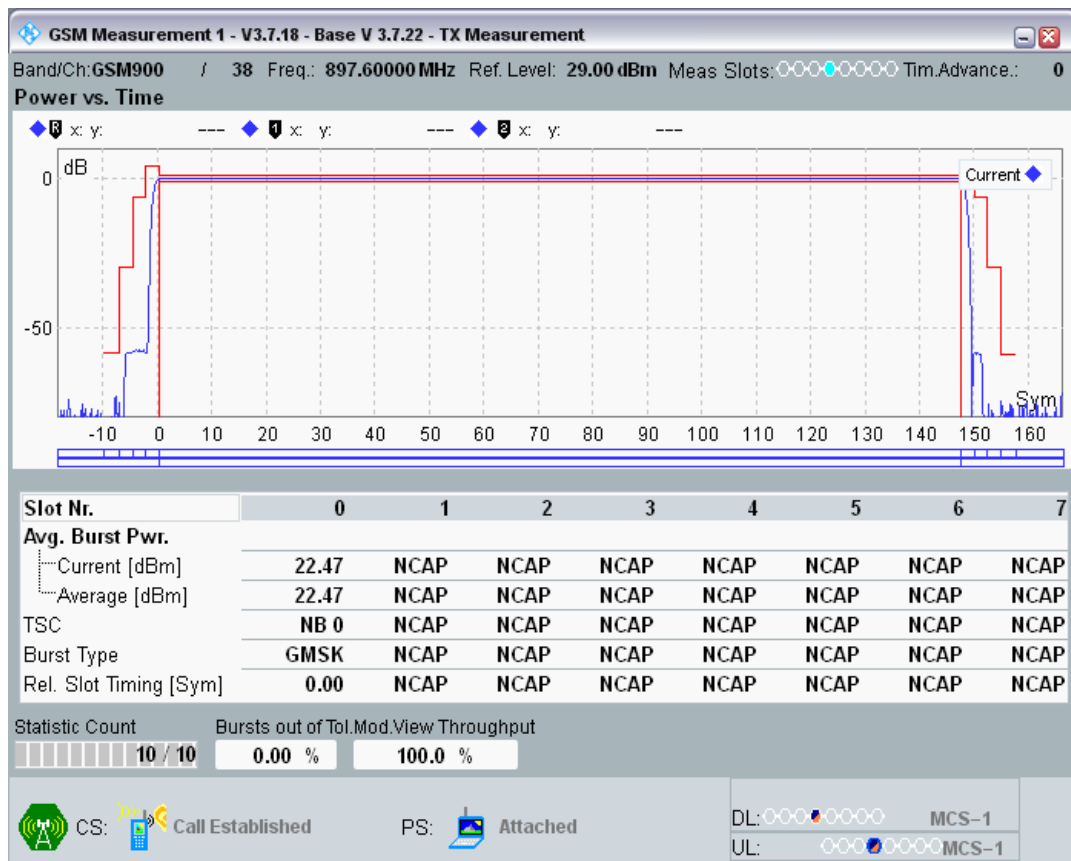 GSM Measurement 1 - V3.7.18 - Base V 3.7.22 - TX Measurement
Band/Ch:GSM900 / 38 Freq.: 897.60000 MHz Ref. Level: 29.00 dBm Meas Slots: Tim.Advance.: 0
Power vs. Time
R x: y: --- 1 x: y: --- 2 x: y: ---
dB
Current
0
-50
Sym
-10 0 10 20 30 40 50 60 70 80 90 100 110 120 130 140 150 160
Slot Nr. 0 1 2 3 4 5 6 7
Avg. Burst Pwr.
Current [dBm] 22.47 NCAP NCAP NCAP NCAP NCAP NCAP NCAP
Average [dBm] 22.47 NCAP NCAP NCAP NCAP NCAP NCAP NCAP
TSC NB 0 NCAP NCAP NCAP NCAP NCAP NCAP NCAP
Burst Type GMSK NCAP NCAP NCAP NCAP NCAP NCAP NCAP
Rel. Slot Timing [Sym] 0.00 NCAP NCAP NCAP NCAP NCAP NCAP NCAP
Statistic Count Bursts out of Tol.Mod.View Throughput
10 / 10 0.00 % 100.0 %
CS: Call Established PS: Attached DL: MCS-1
UL: MCS-1